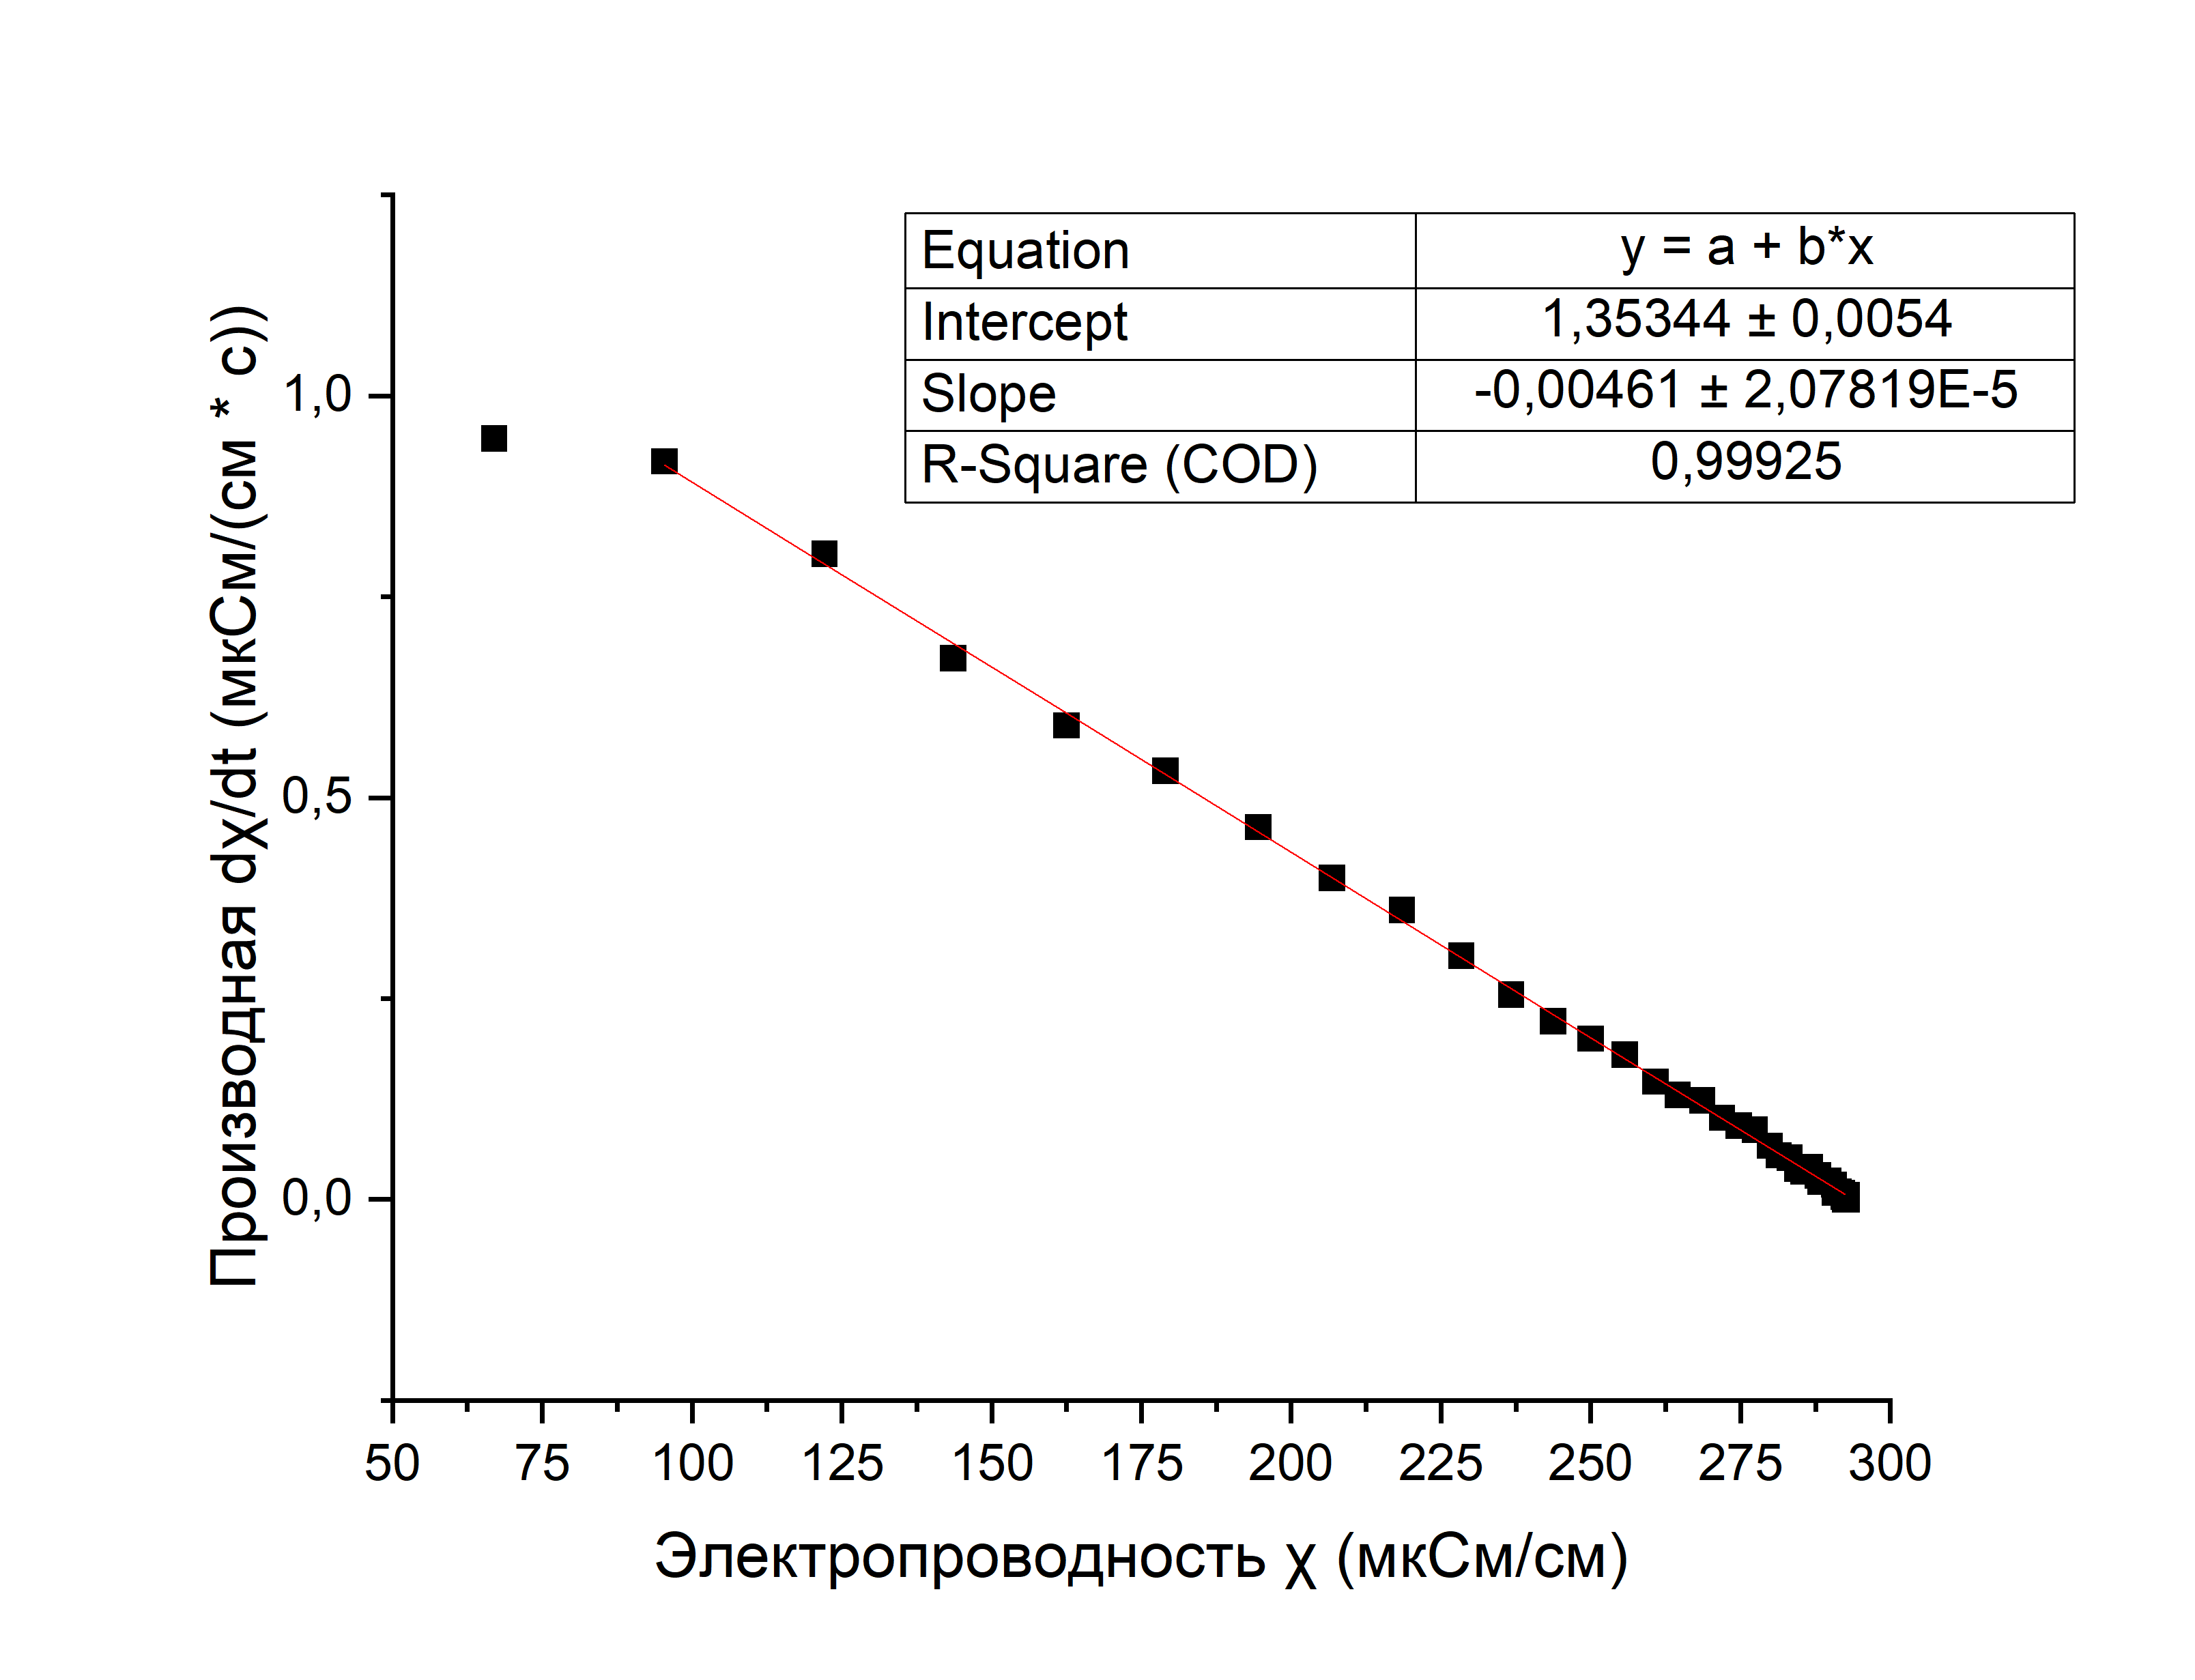 Equation y = a + b*x
Intercept 1,35344 ± 0,0054
Slope -0,00461 ± 2,07819E-5
R-Square (COD) 0,99925
Производная dχ/dt (мкСм/(см * с))
1,0
0,5
0,0
50 75 100 125 150 175 200 225 250 275 300
Электропроводность χ (мкСм/см)